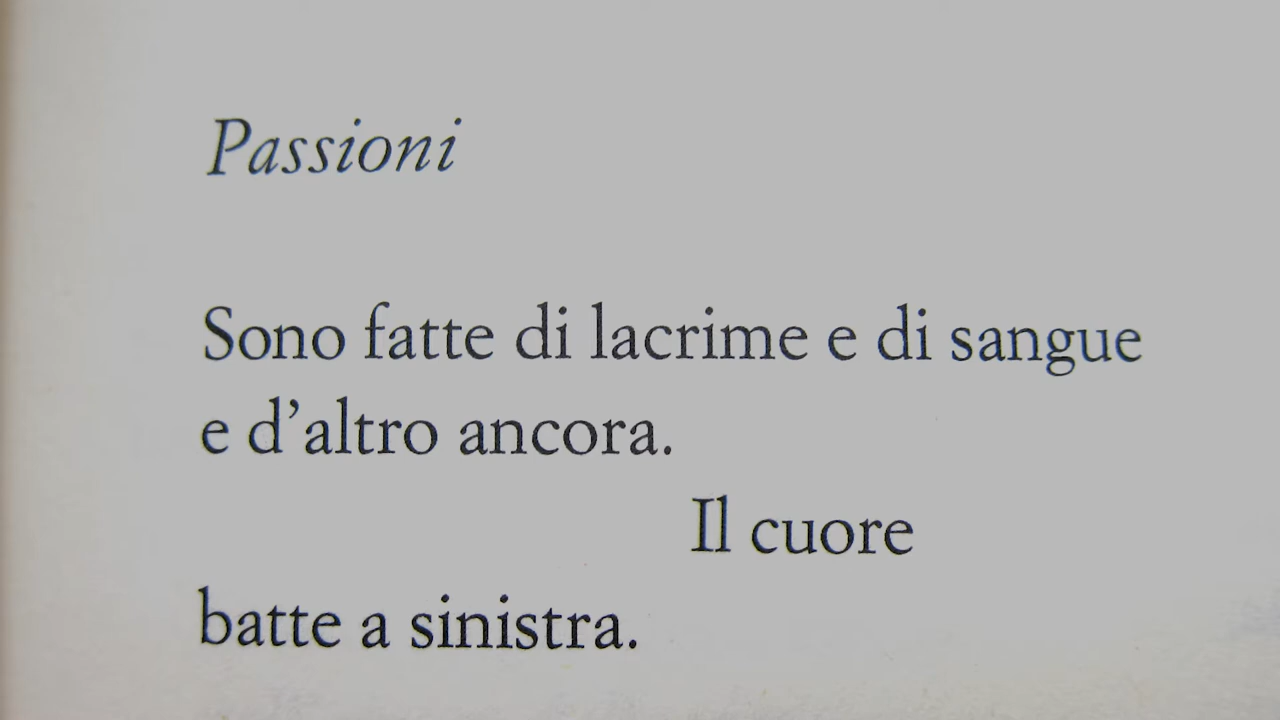 Passioni
Sono fatte di lacrime e di sangue
e d’altro ancora.
Il cuore
batte a sinistra.